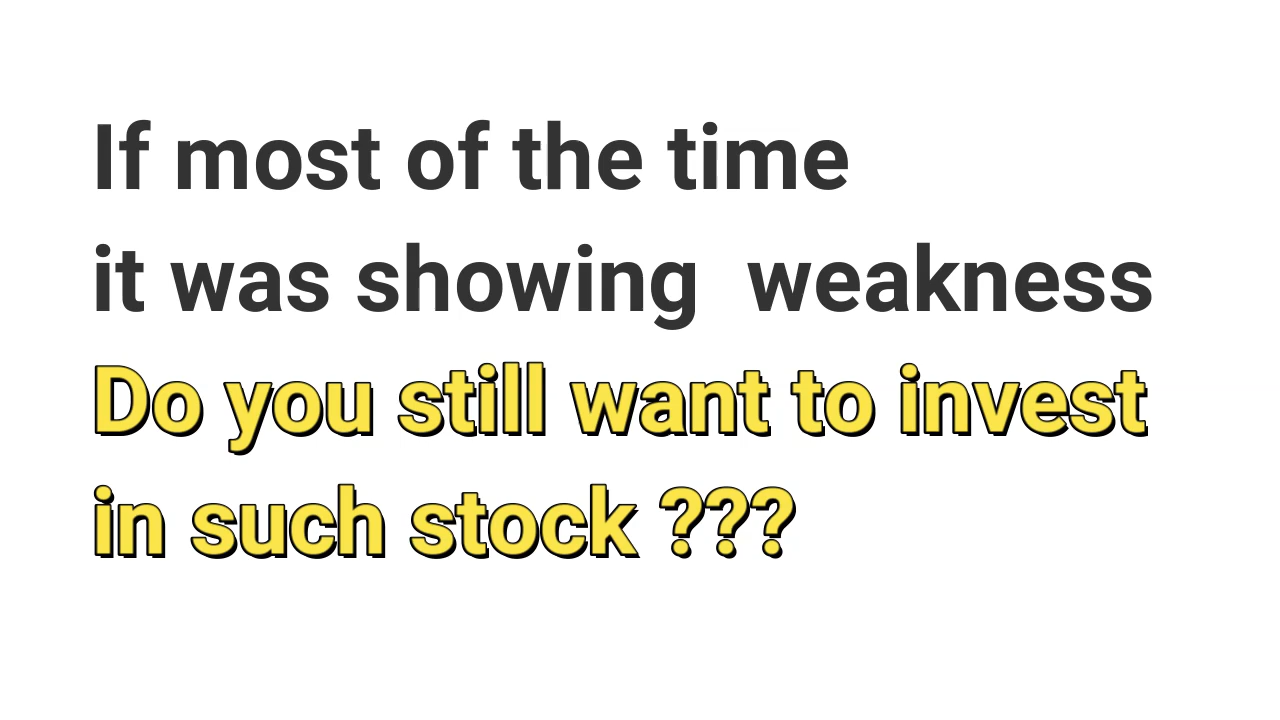 If most of the time
it was showing  weakness
Do you still want to invest
in such stock ???